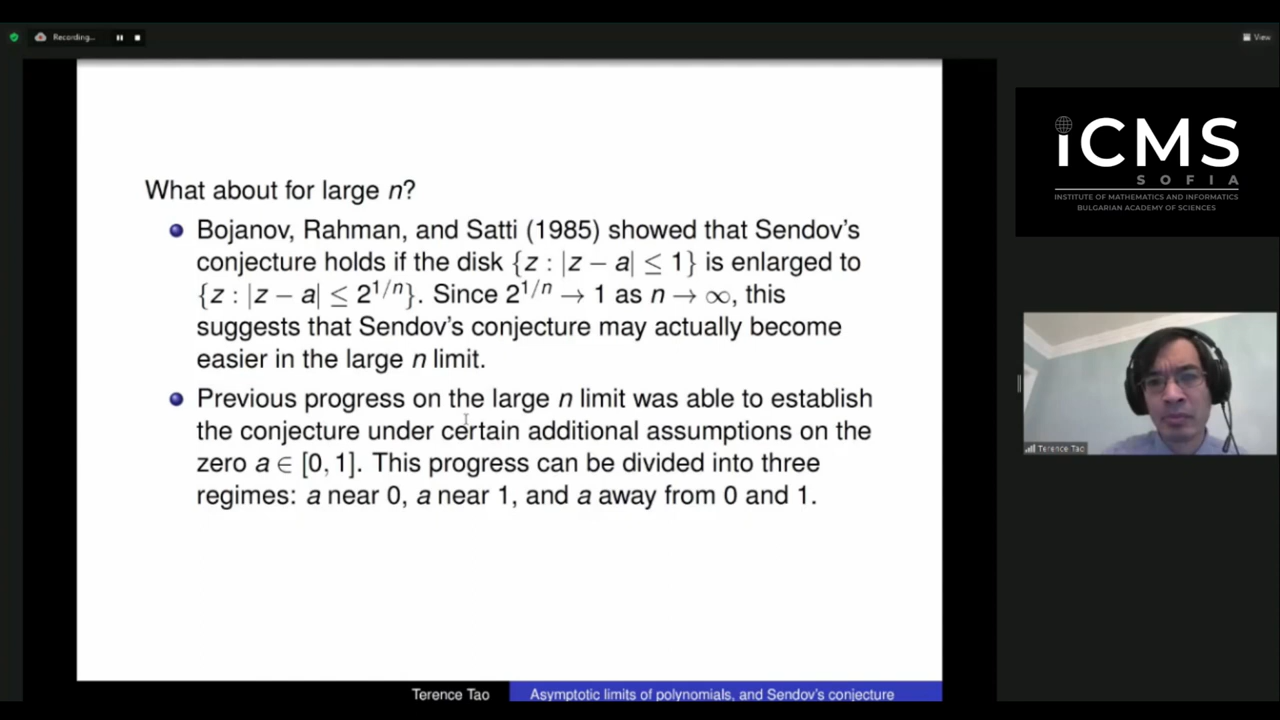 Recording...
View
What about for large n?
Bojanov, Rahman, and Satti (1985) showed that Sendov's
conjecture holds if the disk {z : |z − a| ≤ 1} is enlarged to
{z : |z − a| ≤ 2^{1/n}}. Since 2^{1/n} → 1 as n → ∞, this
suggests that Sendov's conjecture may actually become
easier in the large n limit.
Previous progress on the large n limit was able to establish
the conjecture under certain additional assumptions on the
zero a ∈ [0, 1]. This progress can be divided into three
regimes: a near 0, a near 1, and a away from 0 and 1.
Terence Tao
Asymptotic limits of polynomials, and Sendov's conjecture
iCMS
SOFIA
INSTITUTE OF MATHEMATICS AND INFORMATICS
BULGARIAN ACADEMY OF SCIENCES
Terence Tao